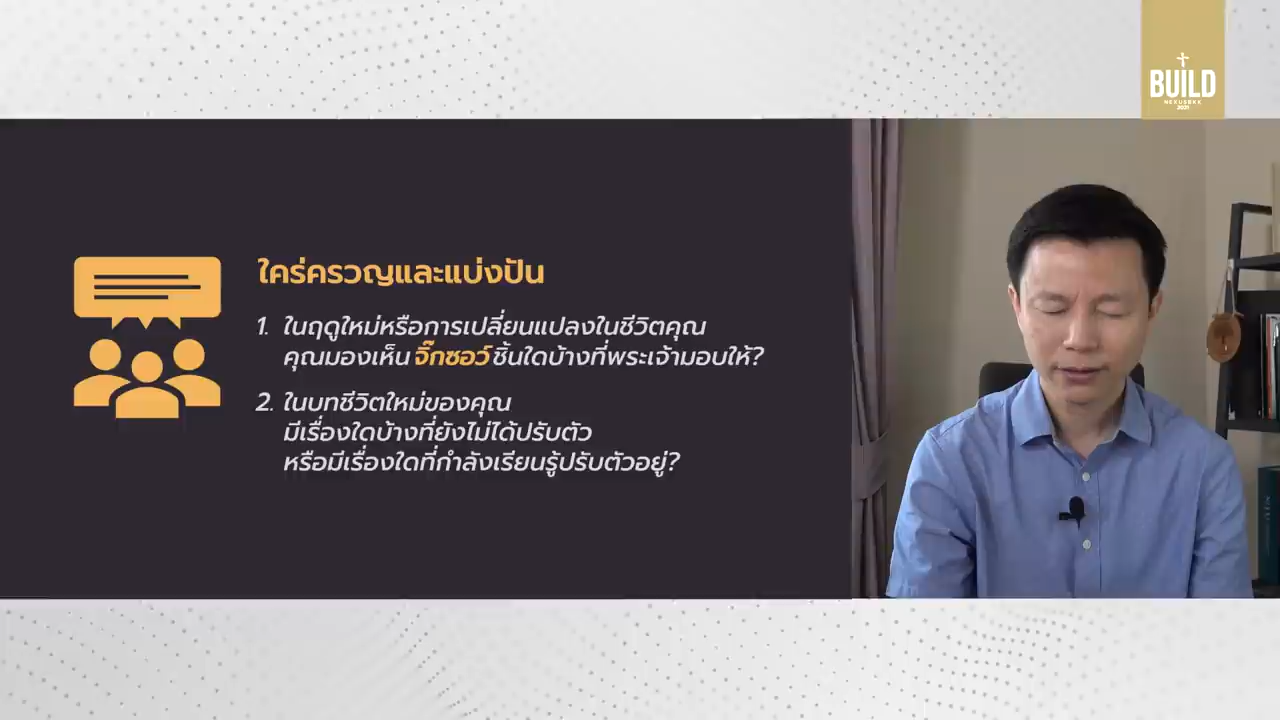 BUILD
NEXUSBKK
2021
ใคร่ครวญและแบ่งปัน
1. ในฤดูใหม่หรือการเปลี่ยนแปลงในชีวิตคุณ
คุณมองเห็น จิ๊กซอว์ ชิ้นใดบ้างที่พระเจ้ามอบให้?
2. ในบทชีวิตใหม่ของคุณ
มีเรื่องใดบ้างที่ยังไม่ได้ปรับตัว
หรือมีเรื่องใดที่กำลังเรียนรู้ปรับตัวอยู่?